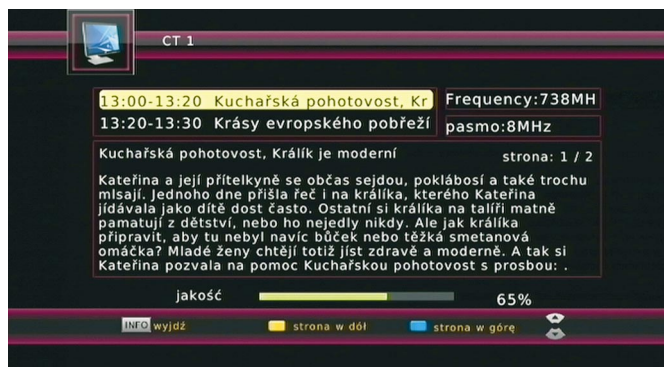 CT 1
13:00-13:20 Kuchařská pohotovost, Kr
Frequency:738MH
13:20-13:30 Krásy evropského pobřeží
pasmo:8MHz
Kuchařská pohotovost, Králík je moderní
strona: 1 / 2
Kateřina a její přítelkyně se občas sejdou, poklábosí a také trochu
mlsají. Jednoho dne přišla řeč i na králíka, kterého Kateřina
jídávala jako dítě dost často. Ostatní si králíka na talíři matně
pamatují z dětství, nebo ho nejedly nikdy. Ale jak králíka
připravit, aby tu nebyl navíc bůček nebo těžká smetanová
omáčka? Mladé ženy chtějí totiž jíst zdravě a moderně. A tak si
Kateřina pozvala na pomoc Kuchařskou pohotovost s prosbou: .
jakość
65%
INFO wyjdź
strona w dół
strona w górę